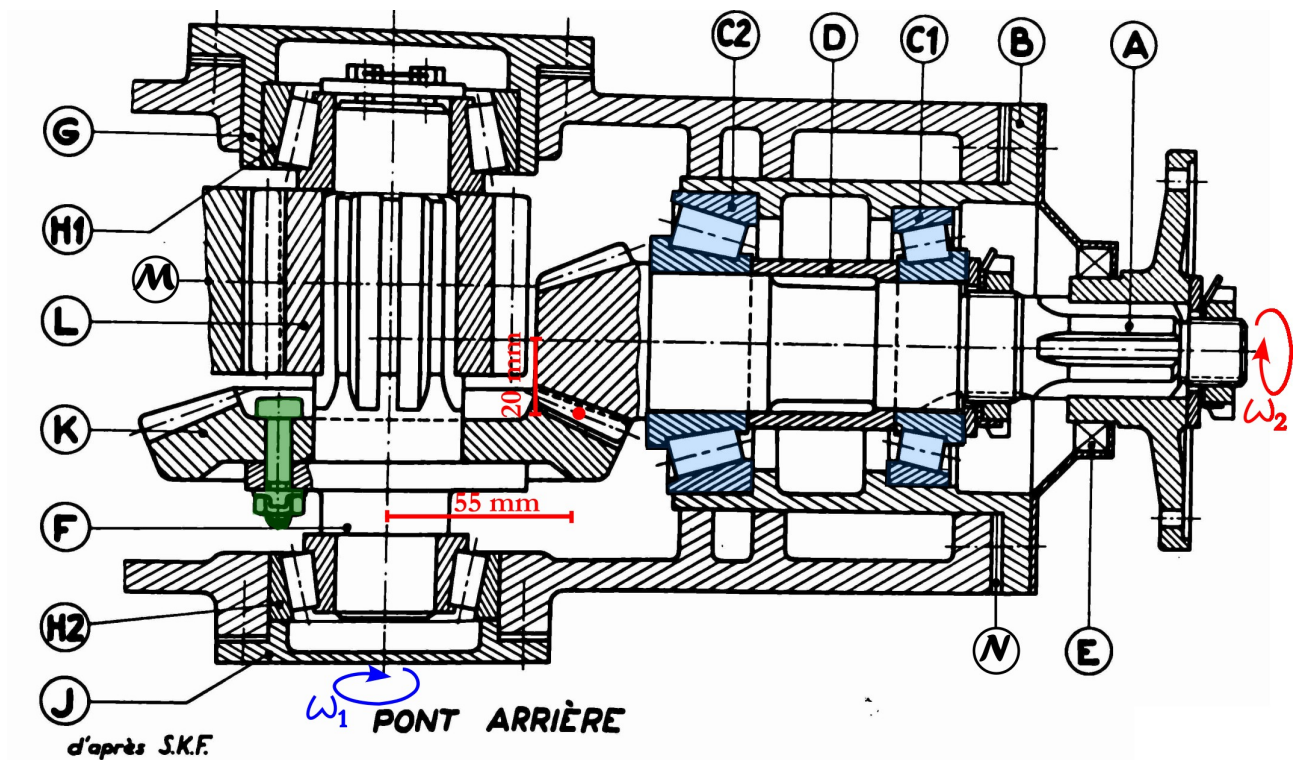 C2
D
C1
B
A
G
H1
M
L
K
20 mm
ω₂
55 mm
F
H2
N
E
J
ω₁
PONT ARRIÈRE
d'après S.K.F.